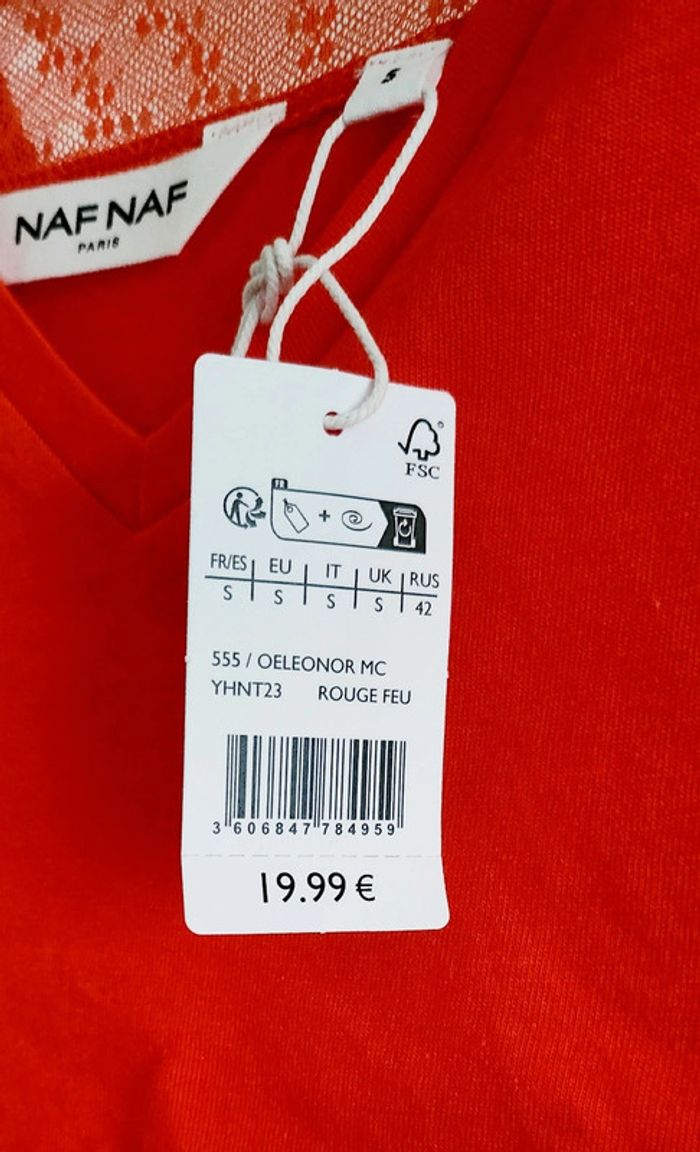 S
NAF NAF
PARIS
FSC
FR
FR/ES EU IT UK RUS
S S S S 42
555 / OELEONOR MC
YHNT23 ROUGE FEU
3 606847 784959
19.99 €